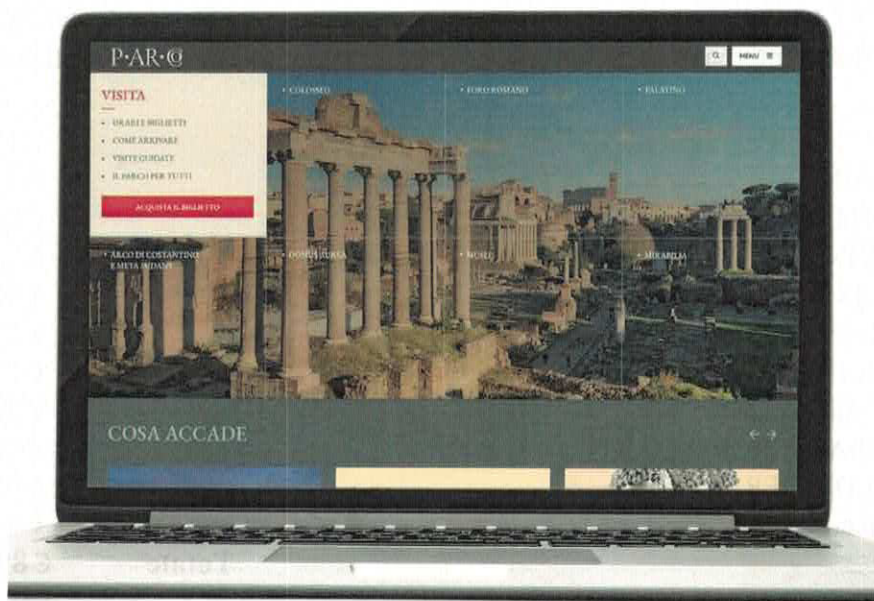 P·AR·CO
MENU
VISITA
• ORARI E BIGLIETTI
• COME ARRIVARE
• VISITE GUIDATE
• IL PARCO PER TUTTI
ACQUISTA IL BIGLIETTO
• COLOSSEO
• FORO ROMANO
• PALATINO
• ARCO DI COSTANTINO
E META SUDANS
• DOMUS AUREA
• MIRABILIA
COSA ACCADE